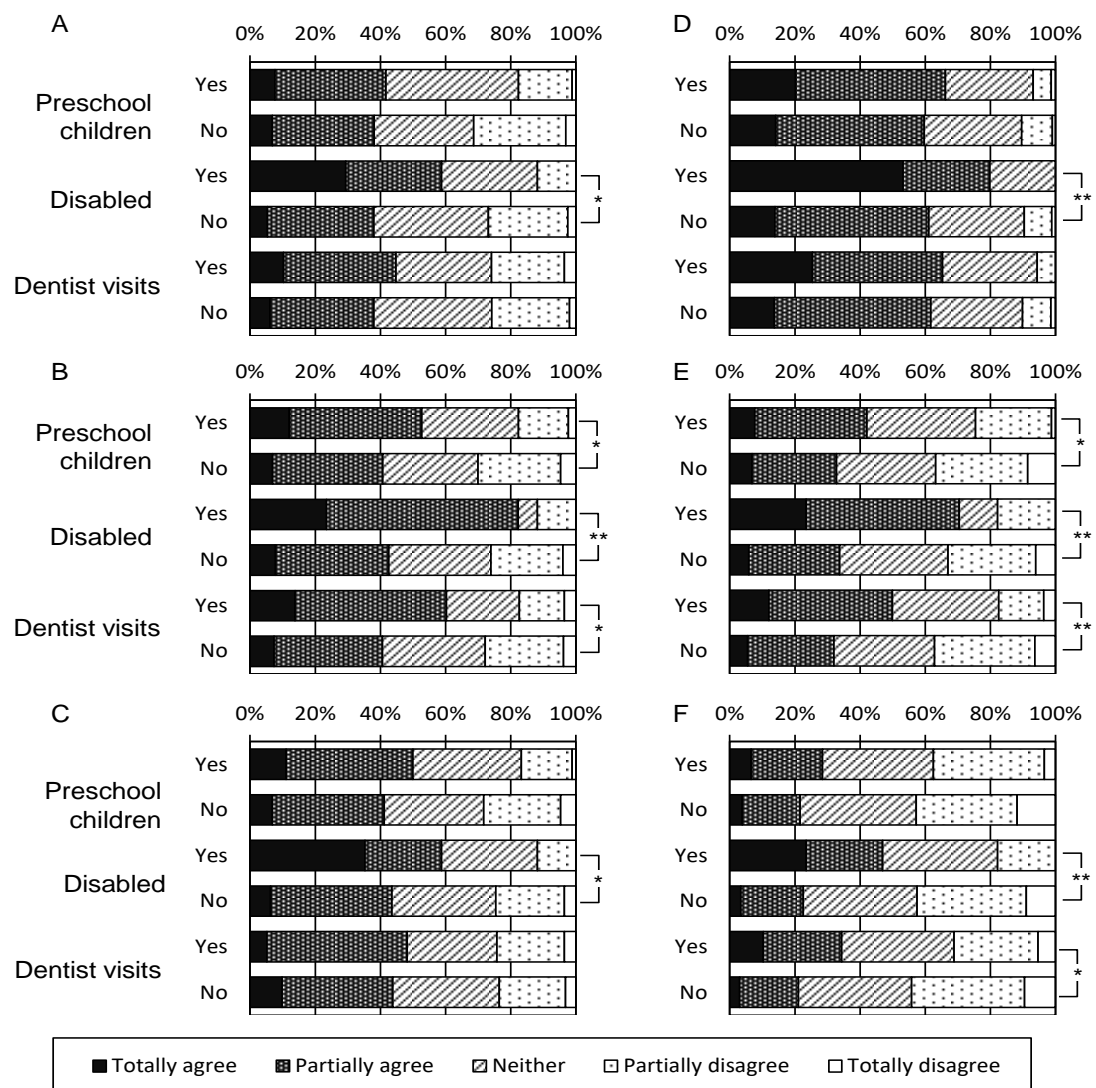 A
0% 20% 40% 60% 80% 100%
Preschool children
Yes
No
Disabled
Yes
*
No
Dentist visits
Yes
No
D
0% 20% 40% 60% 80% 100%
Yes
No
Yes
**
No
Yes
No
B
0% 20% 40% 60% 80% 100%
Preschool children
Yes
*
No
Disabled
Yes
**
No
Dentist visits
Yes
*
No
E
0% 20% 40% 60% 80% 100%
Yes
*
No
Yes
**
No
Yes
**
No
C
0% 20% 40% 60% 80% 100%
Preschool children
Yes
No
Disabled
Yes
*
No
Dentist visits
Yes
No
F
0% 20% 40% 60% 80% 100%
Yes
No
Yes
**
No
Yes
*
No
Totally agree Partially agree Neither Partially disagree Totally disagree